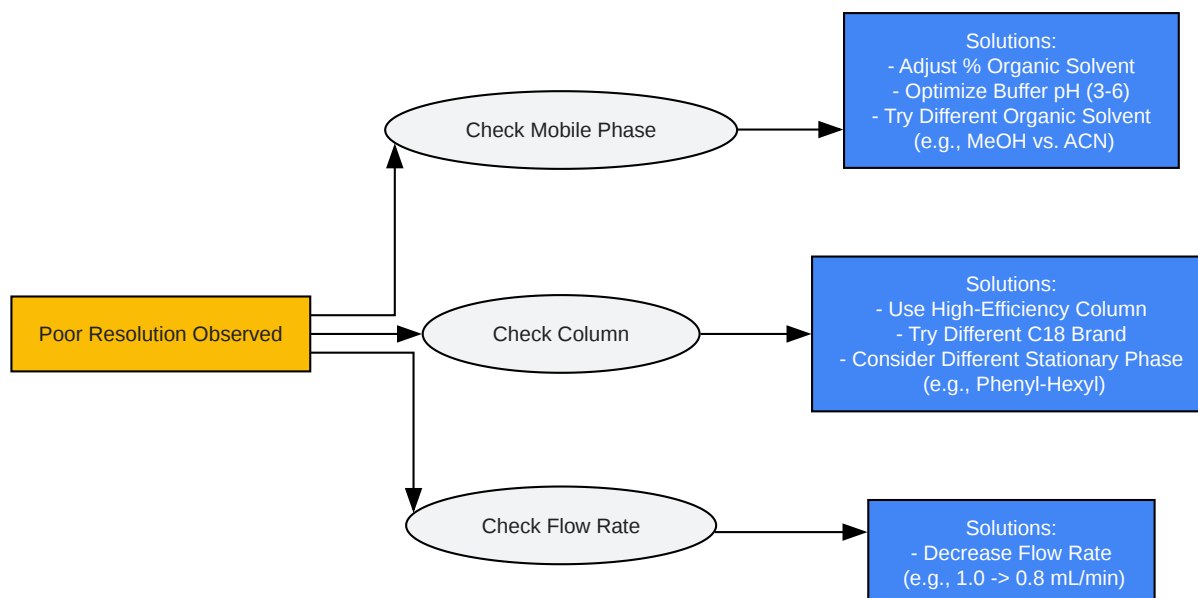 Poor Resolution Observed
Check Mobile Phase
Solutions:
- Adjust % Organic Solvent
- Optimize Buffer pH (3-6)
- Try Different Organic Solvent
(e.g., MeOH vs. ACN)
Check Column
Solutions:
- Use High-Efficiency Column
- Try Different C18 Brand
- Consider Different Stationary Phase
(e.g., Phenyl-Hexyl)
Check Flow Rate
Solutions:
- Decrease Flow Rate
(e.g., 1.0 -> 0.8 mL/min)